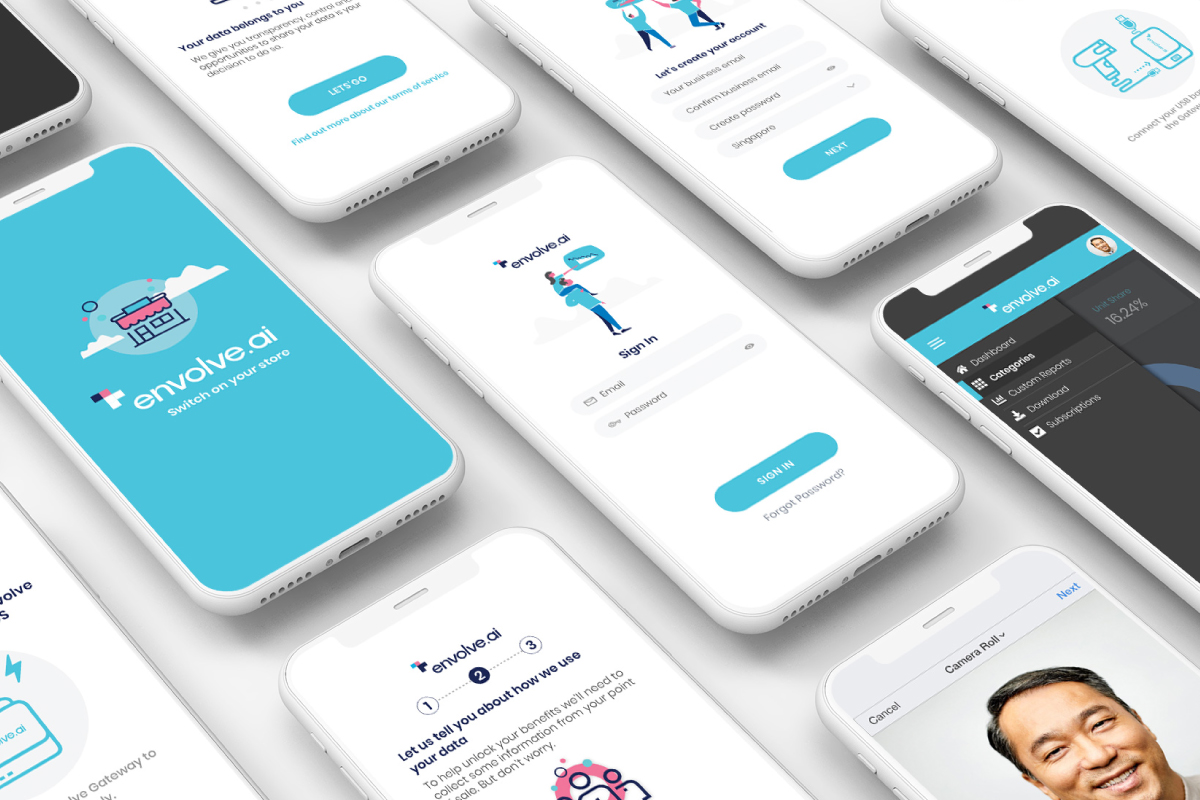 Your data belongs to you
We give you transparency, control and
opportunities to share your data is your
decision to do so.
LET'S GO
Find out more about our terms of service
Let's create your account
Your business email
Confirm business email
Create password
Singapore
NEXT
Connect your USB
the Gatew
envolve.ai
Switch on your store
envolve.ai
Sign In
Email
Password
SIGN IN
Forgot Password?
envolve.ai
Unit Share
16.24%
Dashboard
Categories
Custom Reports
Download
Subscriptions
volve
s
lve.ai
ve Gateway to
ly.
envolve.ai
1
2
3
Let us tell you about how we use
your data
To help unlock your benefits we'll need to
collect some information from your point
of sale. But don't worry.
Cancel
Camera Roll
Next